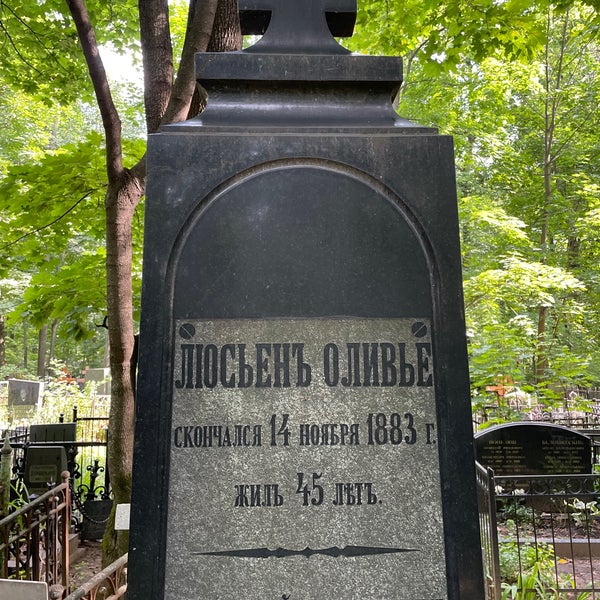 ЛЮСЬЕНЪ ОЛИВЬЕ
СКОНЧАЛСЯ 14 НОЯБРЯ 1883 Г.
ЖИЛЪ 45 ЛѢТЪ.